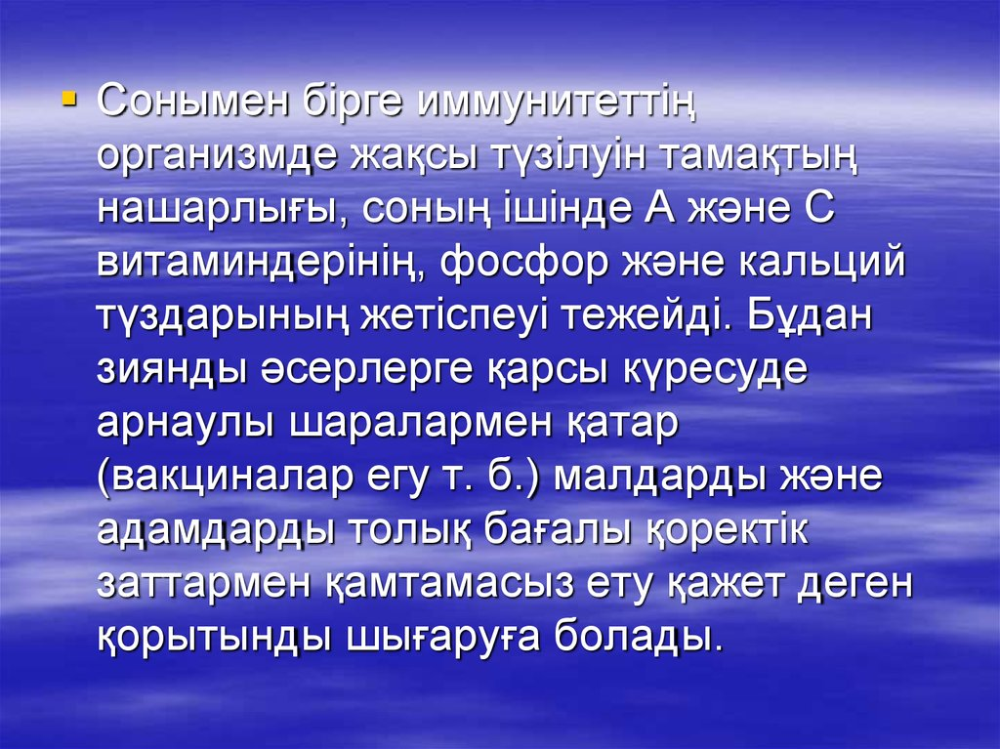 Сонымен бірге иммунитеттің
организмде жақсы түзілуін тамақтың
нашарлығы, соның ішінде А және С
витаминдерінің, фосфор және кальций
түздарының жетіспеуі тежейді. Бұдан
зиянды әсерлерге қарсы күресуде
арнаулы шаралармен қатар
(вакциналар егу т. б.) малдарды және
адамдарды толық бағалы қоректік
заттармен қамтамасыз ету қажет деген
қорытынды шығаруға болады.